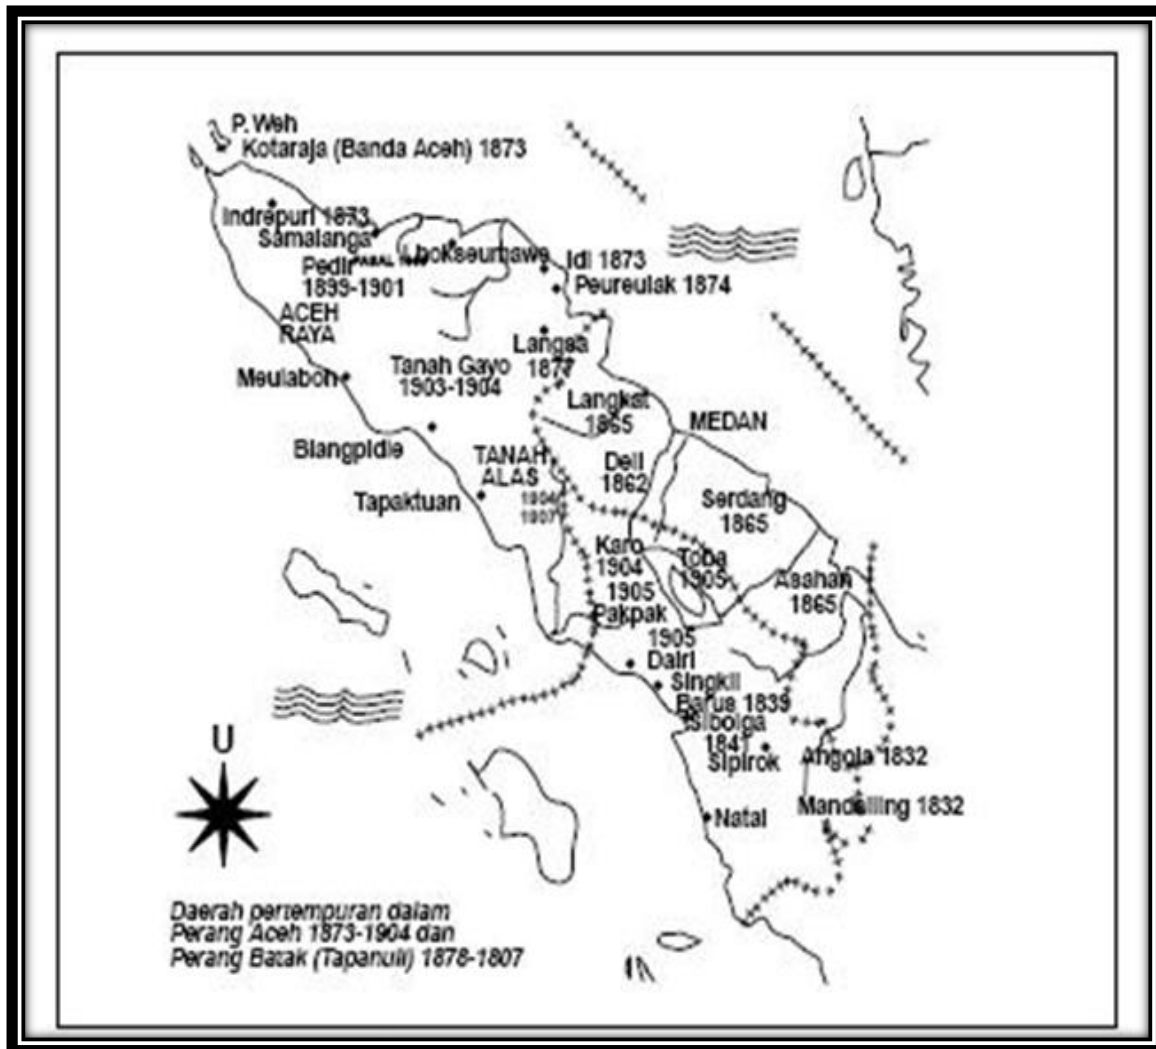 P. Weh
Kotaraja (Banda Aceh) 1873
Indrepuri 1873
Samalanga
Lhokseumawe
Pedir
1899-1901
Idi 1873
Peureulak 1874
ACEH
RAYA
Langsa
1877
Meulaboh
Tanah Gayo
1903-1904
Langkat
1865
MEDAN
Blangpidie
TANAH
ALAS
1904
1907
Deli
1862
Tapaktuan
Serdang
1865
Karo
1904
1905
Toba
1905
Asahan
1865
Pakpak
1905
Dairi
Singkil
Barus 1839
Sibolga
1841
Sipirok
Angola 1832
Mandailing 1832
Natal
U
Daerah pertempuran dalam
Perang Aceh 1873-1904 dan
Perang Batak (Tapanuli) 1878-1807